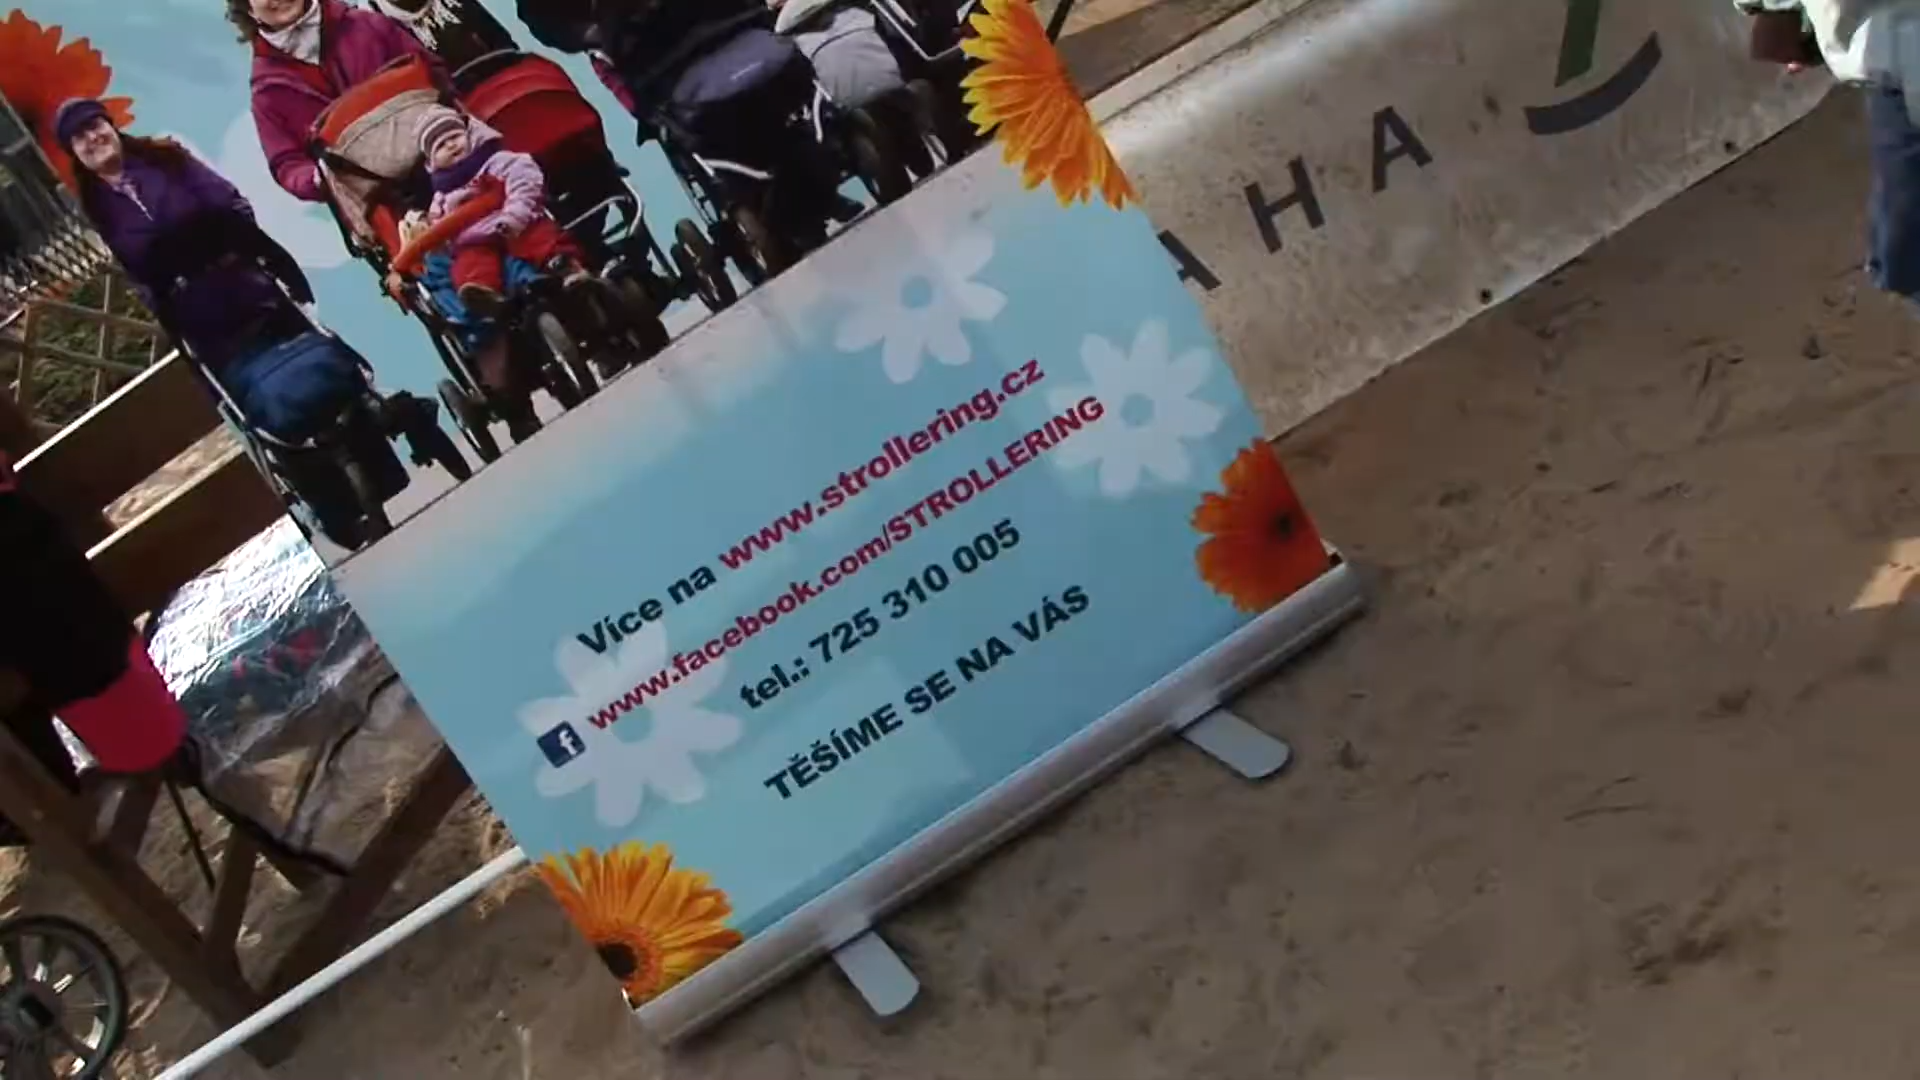 Více na www.strollering.cz
www.facebook.com/STROLLERING
tel.: 725 310 005
TĚŠÍME SE NA VÁS
AHA